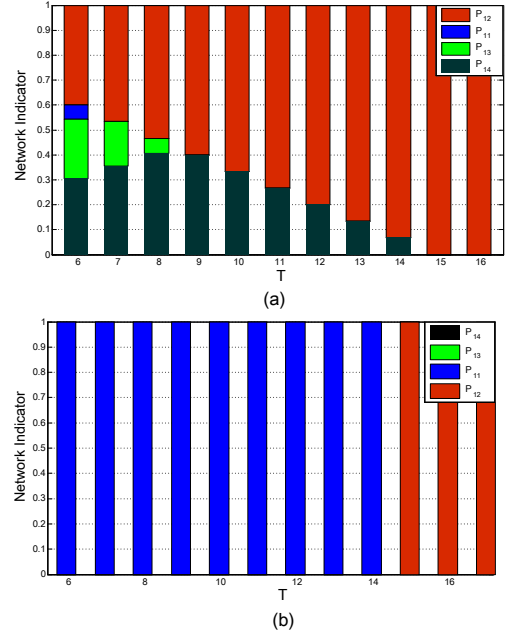 1
0.9
0.8
0.7
0.6
0.5
0.4
0.3
0.2
0.1
0
Network Indicator
P12
P11
P13
P14
6 7 8 9 10 11 12 13 14 15 16
T
(a)
1
0.9
0.8
0.7
0.6
0.5
0.4
0.3
0.2
0.1
0
Network Indicator
P14
P13
P11
P12
6 8 10 12 14 16
T
(b)